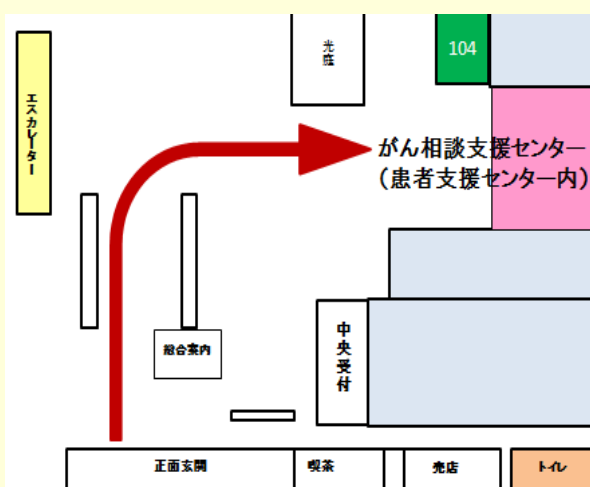 光庭
104
エスカレーター
がん相談支援センター
（患者支援センター内）
総合案内
中央受付
正面玄関
喫茶
売店
トイレ